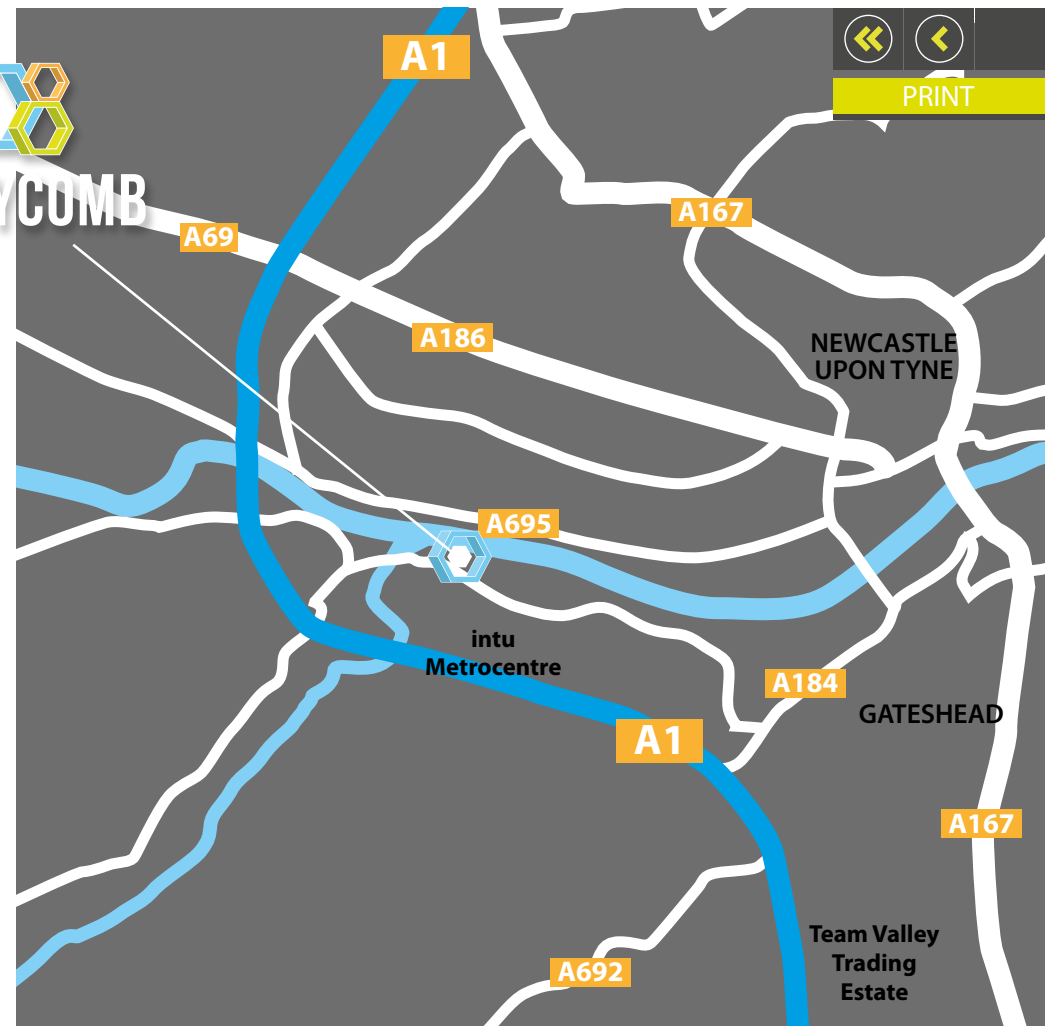 A1
PRINT
YCOMB
A167
A69
A186
NEWCASTLE
UPON TYNE
A695
intu
Metrocentre
A184
GATESHEAD
A1
A167
Team Valley
Trading
Estate
A692